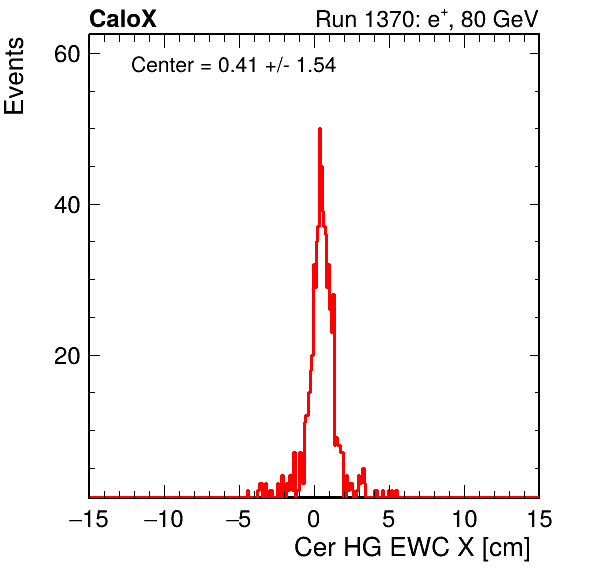 CaloX Run 1370: e⁺, 80 GeV
Center = 0.41 +/- 1.54
Events
60
40
20
−15 −10 −5 0 5 10 15
Cer HG EWC X [cm]